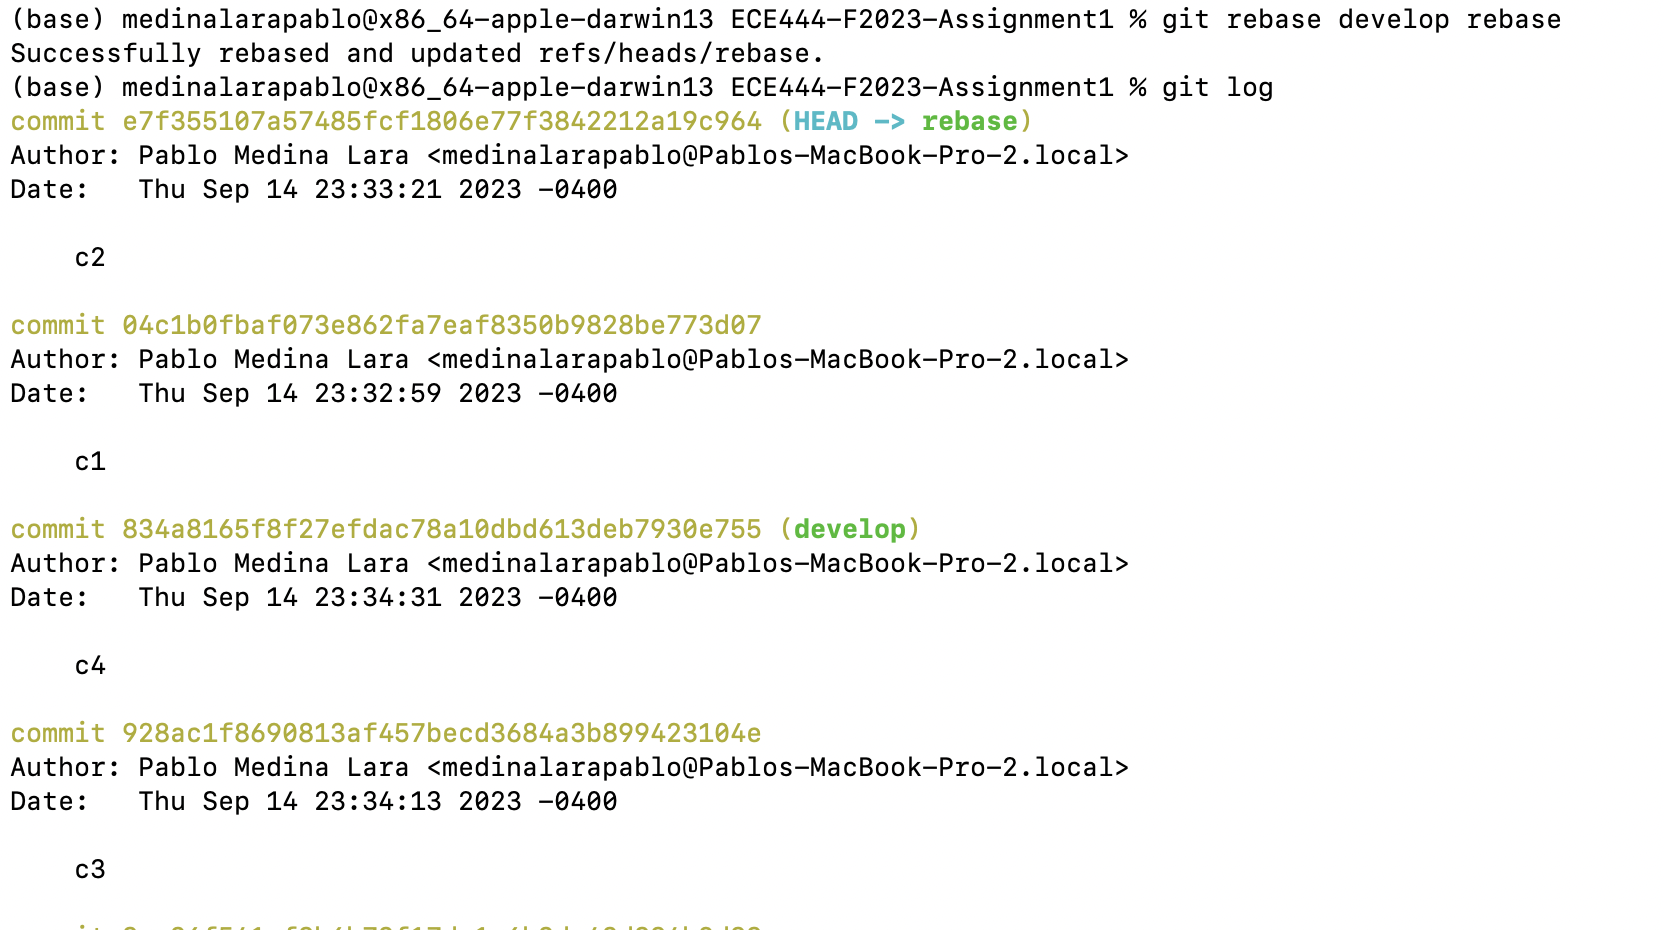 (base) medinalarapablo@x86_64-apple-darwin13 ECE444-F2023-Assignment1 % git rebase develop rebase
Successfully rebased and updated refs/heads/rebase.
(base) medinalarapablo@x86_64-apple-darwin13 ECE444-F2023-Assignment1 % git log
commit e7f355107a57485fcf1806e77f3842212a19c964 (HEAD -> rebase)
Author: Pablo Medina Lara <medinalarapablo@Pablos-MacBook-Pro-2.local>
Date:   Thu Sep 14 23:33:21 2023 -0400
    c2
commit 04c1b0fbaf073e862fa7eaf8350b9828be773d07
Author: Pablo Medina Lara <medinalarapablo@Pablos-MacBook-Pro-2.local>
Date:   Thu Sep 14 23:32:59 2023 -0400
    c1
commit 834a8165f8f27efdac78a10dbd613deb7930e755 (develop)
Author: Pablo Medina Lara <medinalarapablo@Pablos-MacBook-Pro-2.local>
Date:   Thu Sep 14 23:34:31 2023 -0400
    c4
commit 928ac1f8690813af457becd3684a3b899423104e
Author: Pablo Medina Lara <medinalarapablo@Pablos-MacBook-Pro-2.local>
Date:   Thu Sep 14 23:34:13 2023 -0400
    c3